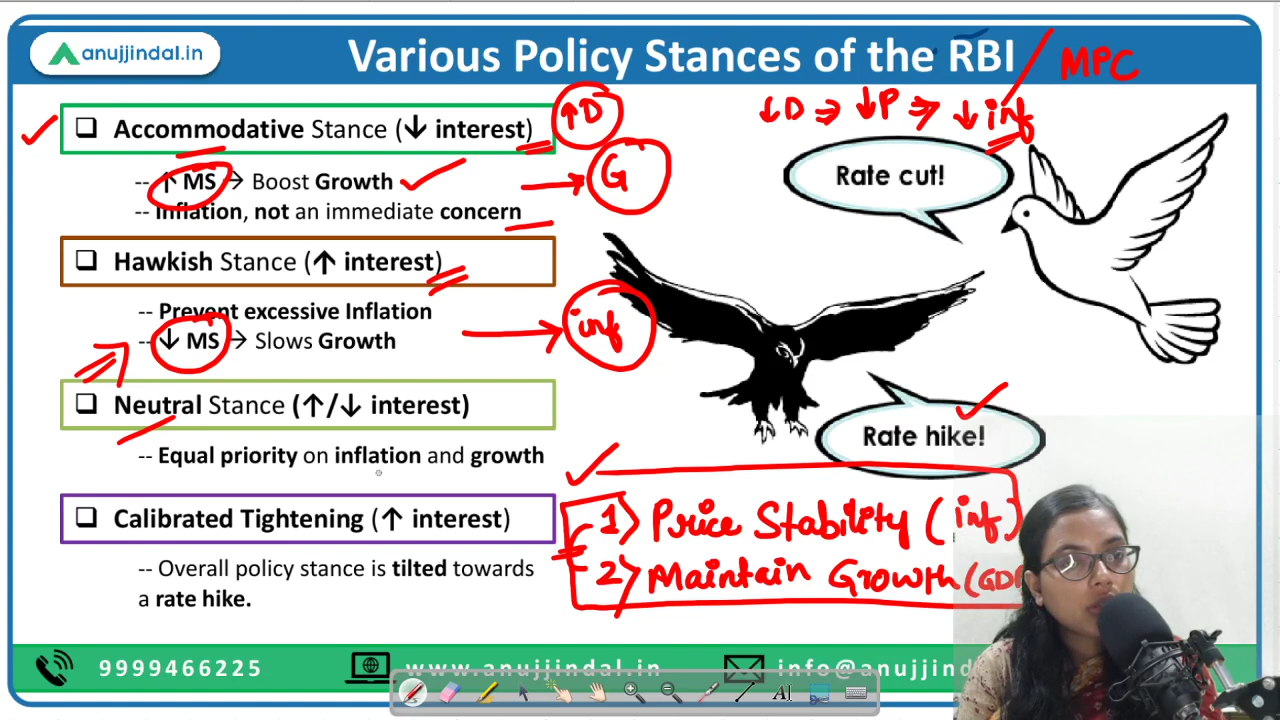 anujjindal.in
Various Policy Stances of the RBI / MPC
❑ Accommodative Stance (↓ interest)
↑D
↓D ⇒ ↓P ⇒ ↓inf
-- ↑ MS → Boost Growth
G
Rate cut!
-- Inflation, not an immediate concern
❑ Hawkish Stance (↑ interest)
-- Prevent excessive Inflation
inf
-- ↓ MS → Slows Growth
❑ Neutral Stance (↑/↓ interest)
Rate hike!
-- Equal priority on inflation and growth
❑ Calibrated Tightening (↑ interest)
1) Price Stability (inf)
2) Maintain Growth (GDP
-- Overall policy stance is tilted towards
a rate hike.
9999466225
www.anujjindal.in
info@anujjind